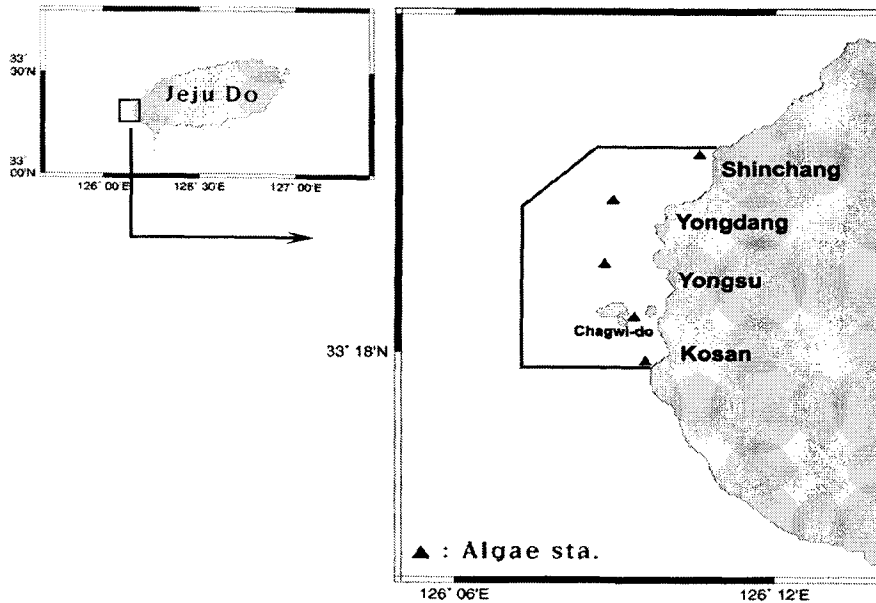 33°
30'N
Jeju Do
33°
00'N
126° 00'E
126° 30'E
127° 00'E
Shinchang
Yongdang
Yongsu
Chagwi-do
33° 18'N
Kosan
▲ : Algae sta.
126° 06'E
126° 12'E